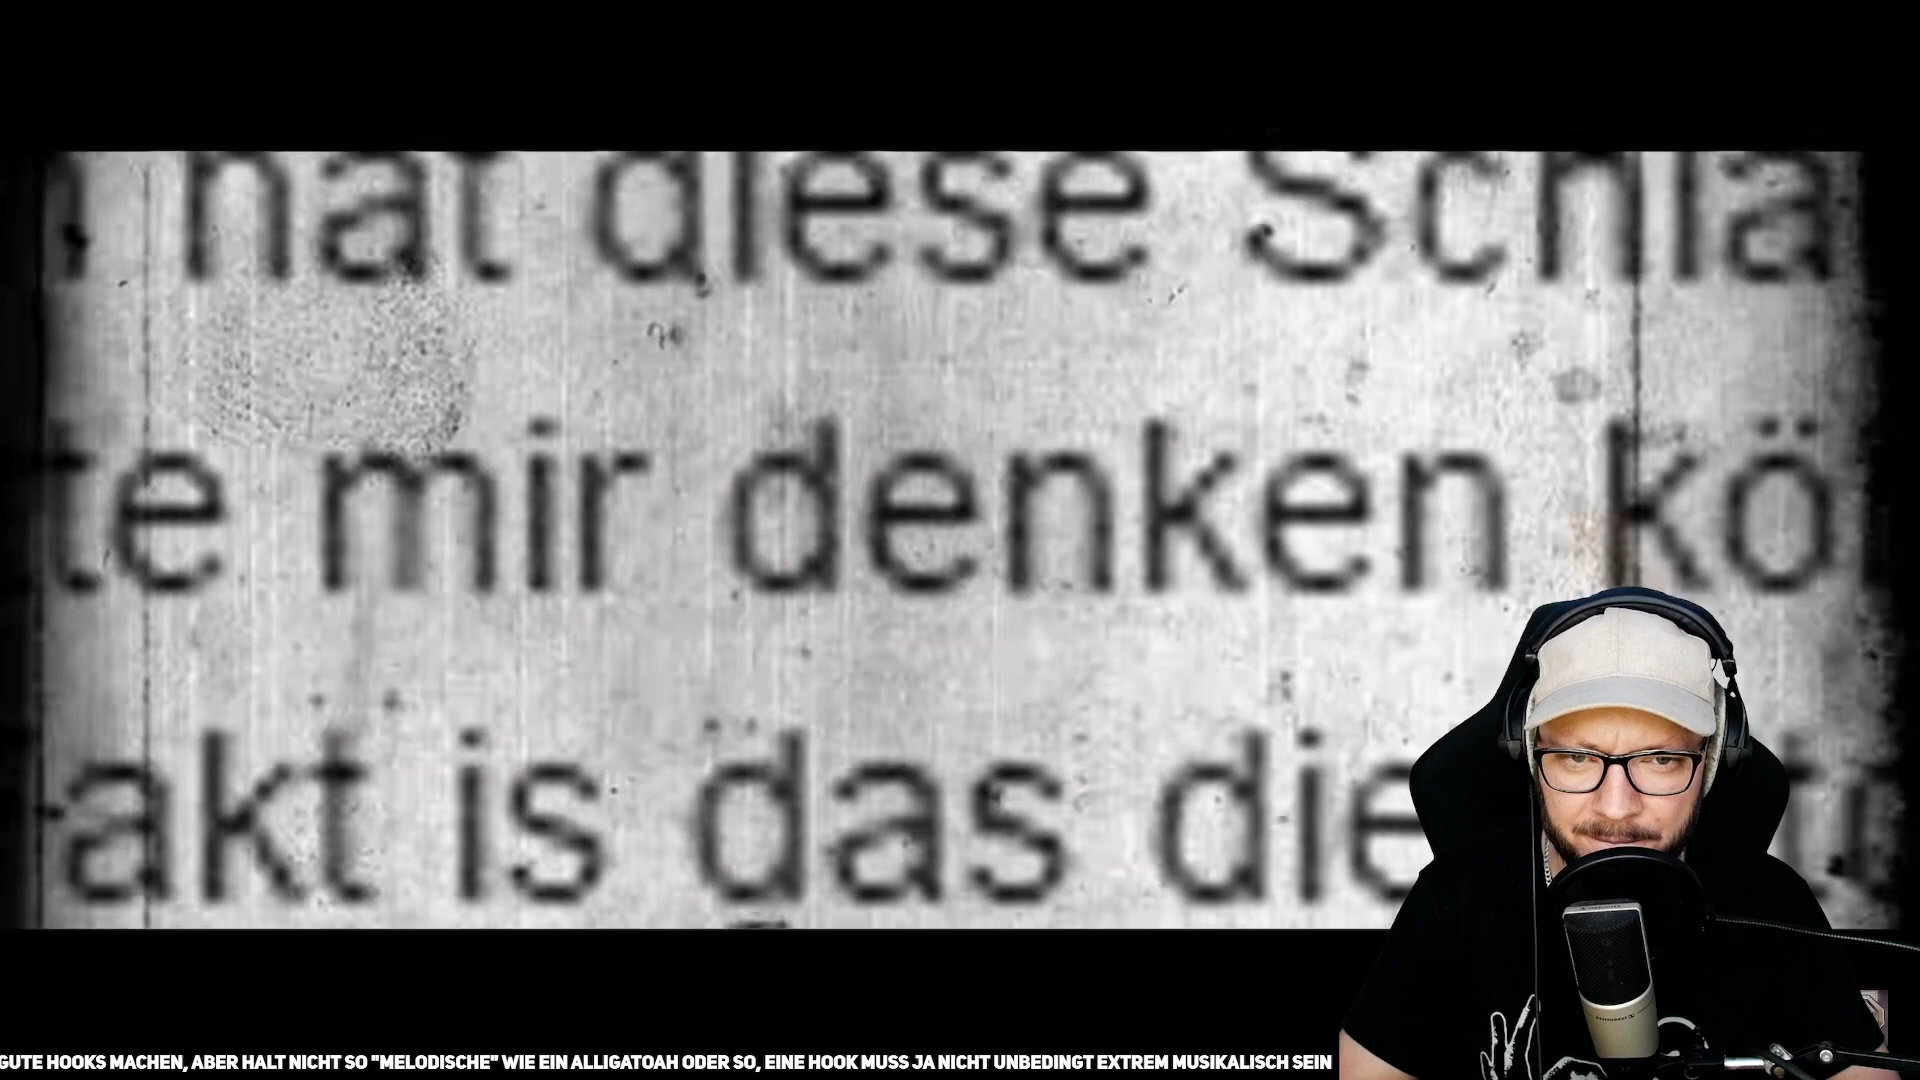 hat diese Schla
te mir denken kö
akt is das die
GUTE HOOKS MACHEN, ABER HALT NICHT SO "MELODISCHE" WIE EIN ALLIGATOAH ODER SO, EINE HOOK MUSS JA NICHT UNBEDINGT EXTREM MUSIKALISCH SEIN